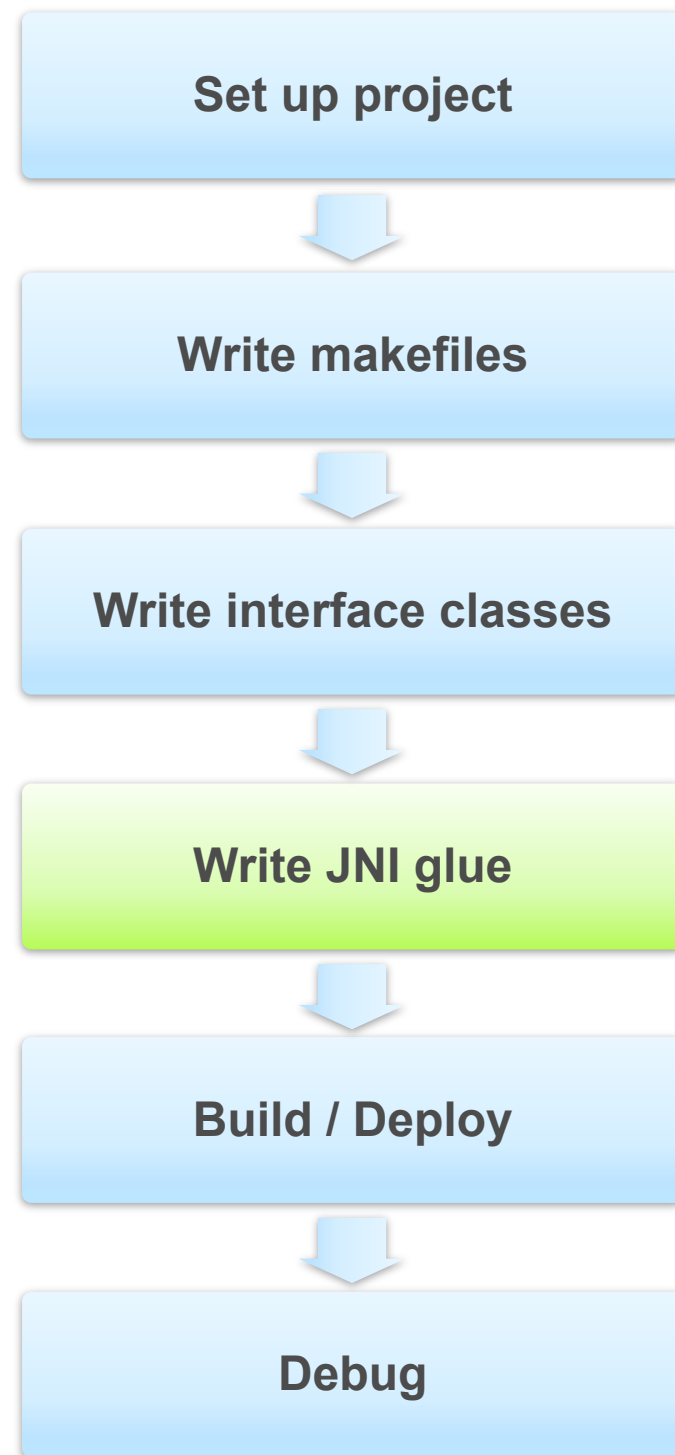 Set up project
Write makefiles
Write interface classes
Write JNI glue
Build / Deploy
Debug